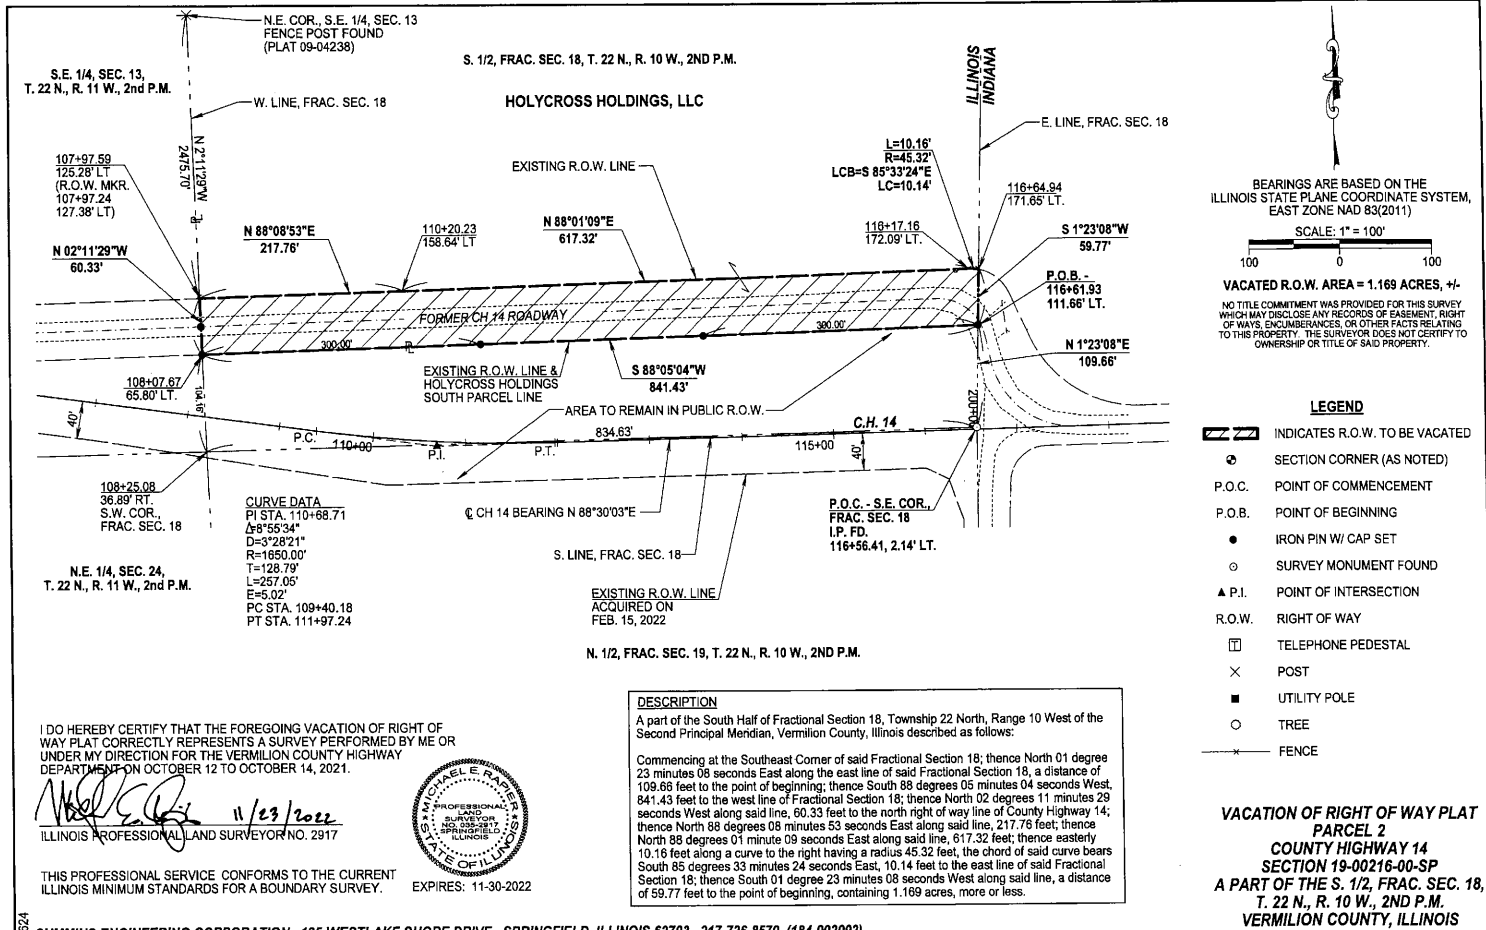 N.E. COR., S.E. 1/4, SEC. 13
FENCE POST FOUND
(PLAT 09-04238)
S.E. 1/4, SEC. 13,
T. 22 N., R. 11 W., 2nd P.M.
S. 1/2, FRAC. SEC. 18, T. 22 N., R. 10 W., 2ND P.M.
W. LINE, FRAC. SEC. 18
HOLYCROSS HOLDINGS, LLC
ILLINOIS
INDIANA
E. LINE, FRAC. SEC. 18
N 2°11'29"W
2475.70'
107+97.59
125.28' LT
(R.O.W. MKR.
107+97.24
127.38' LT)
EXISTING R.O.W. LINE
L=10.16'
R=45.32'
LCB=S 85°33'24"E
LC=10.14'
116+64.94
171.65' LT.
N 02°11'29"W
60.33'
N 88°08'53"E
217.76'
110+20.23
158.64' LT
N 88°01'09"E
617.32'
116+17.16
172.09' LT.
S 1°23'08"W
59.77'
P.O.B. -
116+61.93
111.66' LT.
FORMER CH 14 ROADWAY
300.00'
300.00'
N 1°23'08"E
109.66'
108+07.67
65.80' LT.
104.16'
EXISTING R.O.W. LINE &
HOLYCROSS HOLDINGS
SOUTH PARCEL LINE
S 88°05'04"W
841.43'
AREA TO REMAIN IN PUBLIC R.O.W.
200+00
40'
P.C.
110+00
P.I.
P.T.
834.63'
115+00
C.H. 14
40'
108+25.08
36.89' RT.
S.W. COR.,
FRAC. SEC. 18
CURVE DATA
PI STA. 110+68.71
Δ=8°55'34"
D=3°28'21"
R=1650.00'
T=128.79'
L=257.05'
E=5.02'
PC STA. 109+40.18
PT STA. 111+97.24
℄ CH 14 BEARING N 88°30'03"E
S. LINE, FRAC. SEC. 18
P.O.C. - S.E. COR.,
FRAC. SEC. 18
I.P. FD.
116+56.41, 2.14' LT.
N.E. 1/4, SEC. 24,
T. 22 N., R. 11 W., 2nd P.M.
EXISTING R.O.W. LINE
ACQUIRED ON
FEB. 15, 2022
N. 1/2, FRAC. SEC. 19, T. 22 N., R. 10 W., 2ND P.M.
BEARINGS ARE BASED ON THE
ILLINOIS STATE PLANE COORDINATE SYSTEM,
EAST ZONE NAD 83(2011)
SCALE: 1" = 100'
100 0 100
VACATED R.O.W. AREA = 1.169 ACRES, +/-
NO TITLE COMMITMENT WAS PROVIDED FOR THIS SURVEY
WHICH MAY DISCLOSE ANY RECORDS OF EASEMENT, RIGHT
OF WAYS, ENCUMBERANCES, OR OTHER FACTS RELATING
TO THIS PROPERTY. THE SURVEYOR DOES NOT CERTIFY TO
OWNERSHIP OR TITLE OF SAID PROPERTY.
LEGEND
INDICATES R.O.W. TO BE VACATED
SECTION CORNER (AS NOTED)
P.O.C. POINT OF COMMENCEMENT
P.O.B. POINT OF BEGINNING
IRON PIN W/ CAP SET
SURVEY MONUMENT FOUND
P.I. POINT OF INTERSECTION
R.O.W. RIGHT OF WAY
T TELEPHONE PEDESTAL
POST
UTILITY POLE
TREE
FENCE
I DO HEREBY CERTIFY THAT THE FOREGOING VACATION OF RIGHT OF
WAY PLAT CORRECTLY REPRESENTS A SURVEY PERFORMED BY ME OR
UNDER MY DIRECTION FOR THE VERMILION COUNTY HIGHWAY
DEPARTMENT ON OCTOBER 12 TO OCTOBER 14, 2021.
11/23/2022
ILLINOIS PROFESSIONAL LAND SURVEYOR NO. 2917
THIS PROFESSIONAL SERVICE CONFORMS TO THE CURRENT
ILLINOIS MINIMUM STANDARDS FOR A BOUNDARY SURVEY.
MICHAEL E. RAPIER
PROFESSIONAL
LAND
SURVEYOR
NO. 035-2917
SPRINGFIELD
ILLINOIS
STATE OF ILLINOIS
EXPIRES: 11-30-2022
DESCRIPTION
A part of the South Half of Fractional Section 18, Township 22 North, Range 10 West of the
Second Principal Meridian, Vermilion County, Illinois described as follows:
Commencing at the Southeast Corner of said Fractional Section 18; thence North 01 degree
23 minutes 08 seconds East along the east line of said Fractional Section 18, a distance of
109.66 feet to the point of beginning; thence South 88 degrees 05 minutes 04 seconds West,
841.43 feet to the west line of Fractional Section 18; thence North 02 degrees 11 minutes 29
seconds West along said line, 60.33 feet to the north right of way line of County Highway 14;
thence North 88 degrees 08 minutes 53 seconds East along said line, 217.76 feet; thence
North 88 degrees 01 minute 09 seconds East along said line, 617.32 feet; thence easterly
10.16 feet along a curve to the right having a radius 45.32 feet, the chord of said curve bears
South 85 degrees 33 minutes 24 seconds East, 10.14 feet to the east line of said Fractional
Section 18; thence South 01 degree 23 minutes 08 seconds West along said line, a distance
of 59.77 feet to the point of beginning, containing 1.169 acres, more or less.
VACATION OF RIGHT OF WAY PLAT
PARCEL 2
COUNTY HIGHWAY 14
SECTION 19-00216-00-SP
A PART OF THE S. 1/2, FRAC. SEC. 18,
T. 22 N., R. 10 W., 2ND P.M.
VERMILION COUNTY, ILLINOIS
624